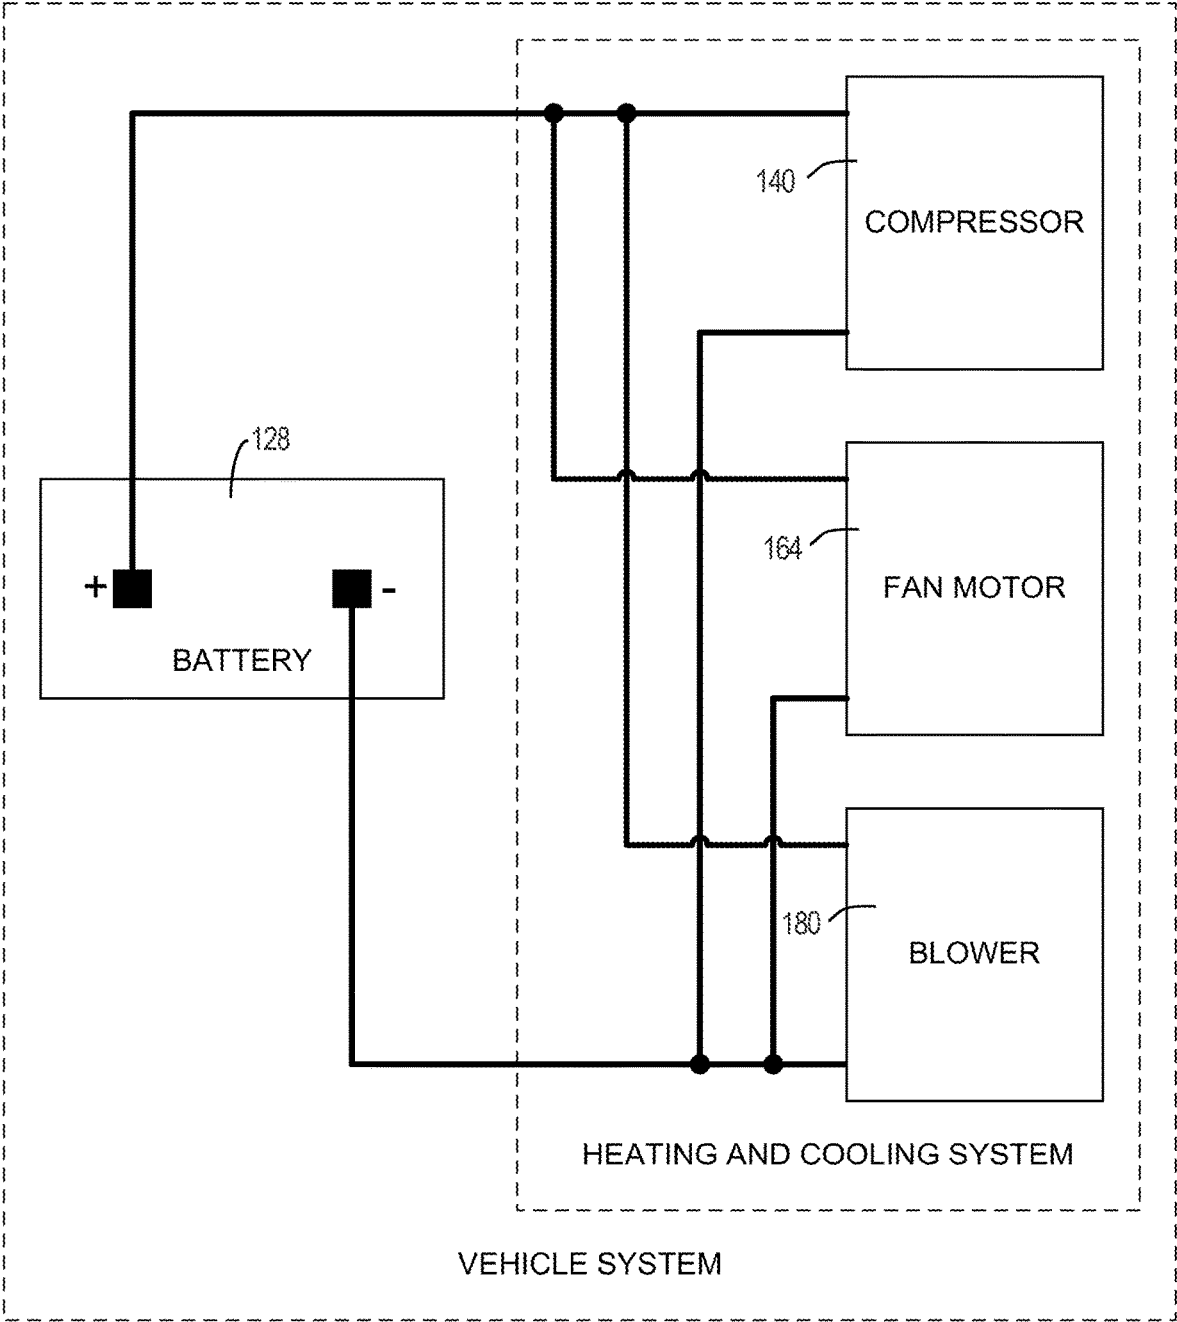 140
COMPRESSOR
128
+
-
BATTERY
164
FAN MOTOR
180
BLOWER
HEATING AND COOLING SYSTEM
VEHICLE SYSTEM